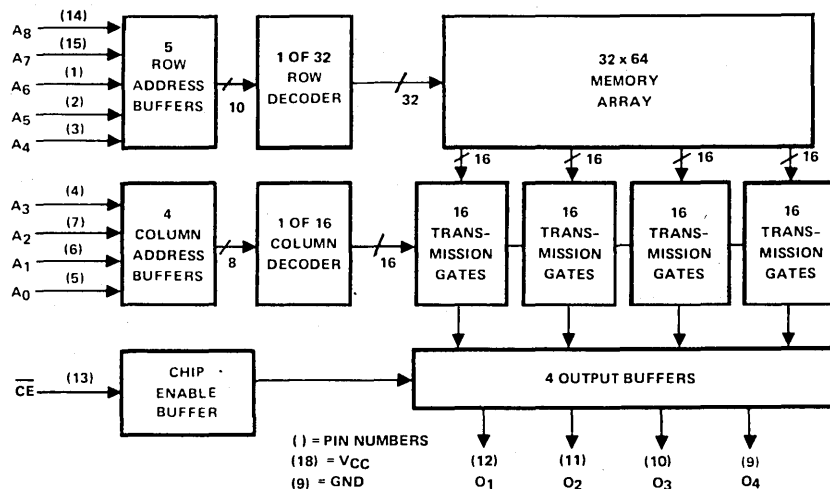 A8 (14)
A7 (15)
A6 (1)
A5 (2)
A4 (3)
5
ROW
ADDRESS
BUFFERS
10
1 OF 32
ROW
DECODER
32
32 x 64
MEMORY
ARRAY
16 16 16 16
A3 (4)
A2 (7)
A1 (6)
A0 (5)
4
COLUMN
ADDRESS
BUFFERS
8
1 OF 16
COLUMN
DECODER
16
16
TRANS-
MISSION
GATES
16
TRANS-
MISSION
GATES
16
TRANS-
MISSION
GATES
16
TRANS-
MISSION
GATES
CE (13)
CHIP
ENABLE
BUFFER
4 OUTPUT BUFFERS
( ) = PIN NUMBERS
(18) = VCC
(9) = GND
(12) (11) (10) (9)
O1 O2 O3 O4